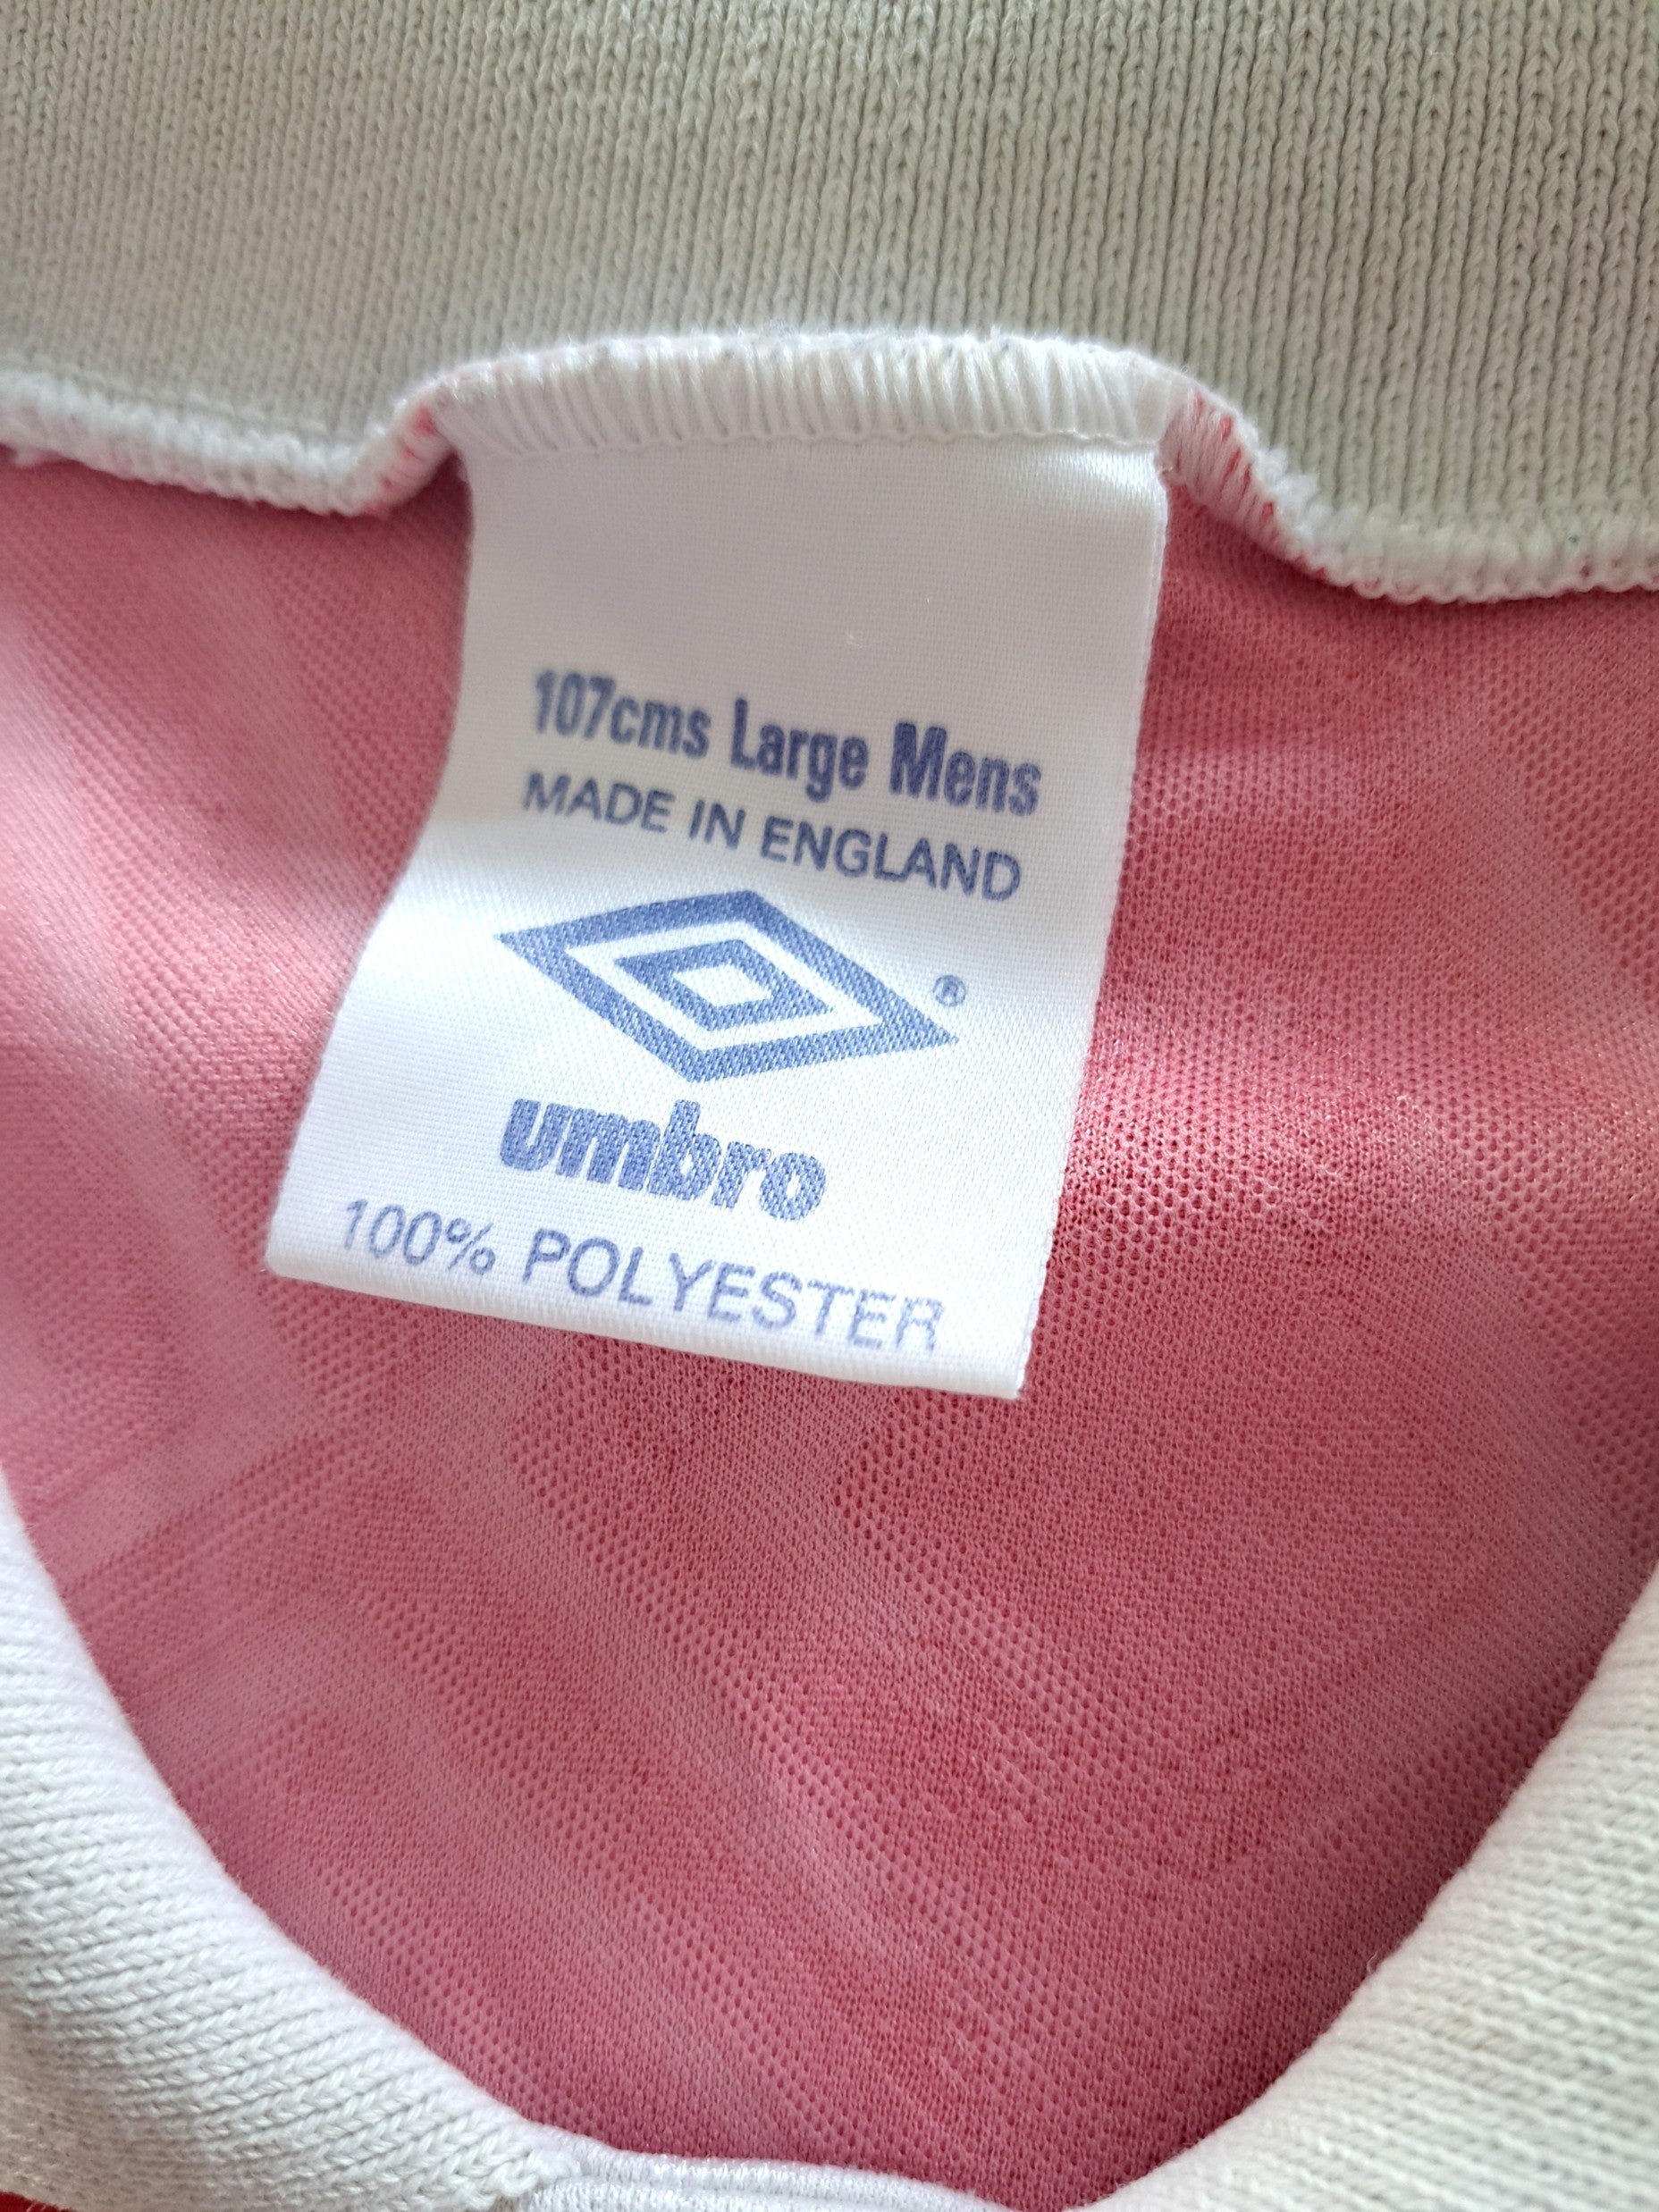 107cms Large Mens
MADE IN ENGLAND
®
umbro
100% POLYESTER